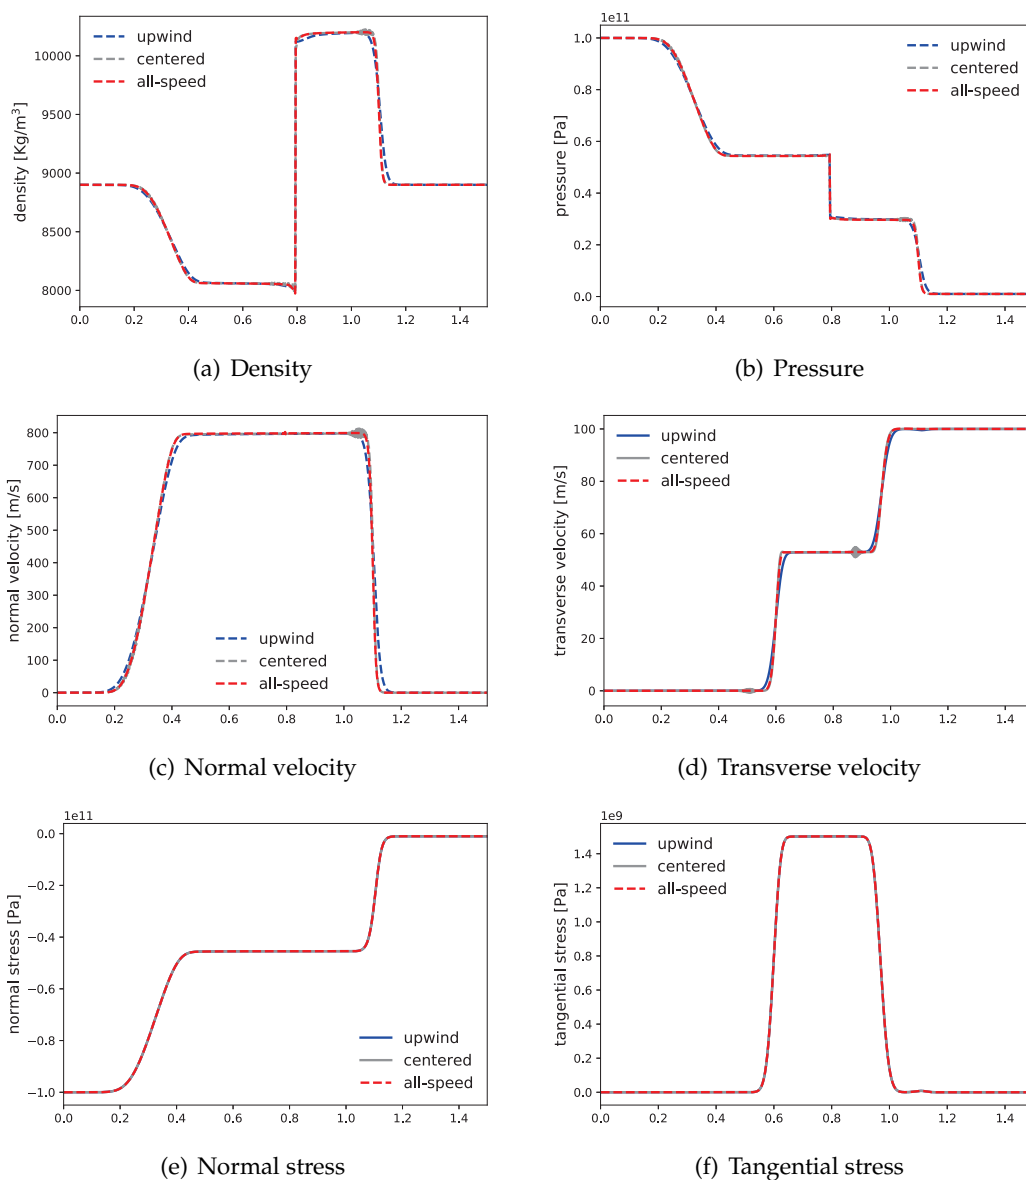 upwind
centered
all-speed
density [Kg/m³]
10000
9500
9000
8500
8000
0.0 0.2 0.4 0.6 0.8 1.0 1.2 1.4
(a) Density
1e11
upwind
centered
all-speed
pressure [Pa]
1.0
0.8
0.6
0.4
0.2
0.0
0.0 0.2 0.4 0.6 0.8 1.0 1.2 1.4
(b) Pressure
normal velocity [m/s]
800
700
600
500
400
300
200
100
0
upwind
centered
all-speed
0.0 0.2 0.4 0.6 0.8 1.0 1.2 1.4
(c) Normal velocity
transverse velocity [m/s]
100
80
60
40
20
0
upwind
centered
all-speed
0.0 0.2 0.4 0.6 0.8 1.0 1.2 1.4
(d) Transverse velocity
1e11
normal stress [Pa]
0.0
−0.2
−0.4
−0.6
−0.8
−1.0
upwind
centered
all-speed
0.0 0.2 0.4 0.6 0.8 1.0 1.2 1.4
(e) Normal stress
1e9
upwind
centered
all-speed
tangential stress [Pa]
1.4
1.2
1.0
0.8
0.6
0.4
0.2
0.0
0.0 0.2 0.4 0.6 0.8 1.0 1.2 1.4
(f) Tangential stress